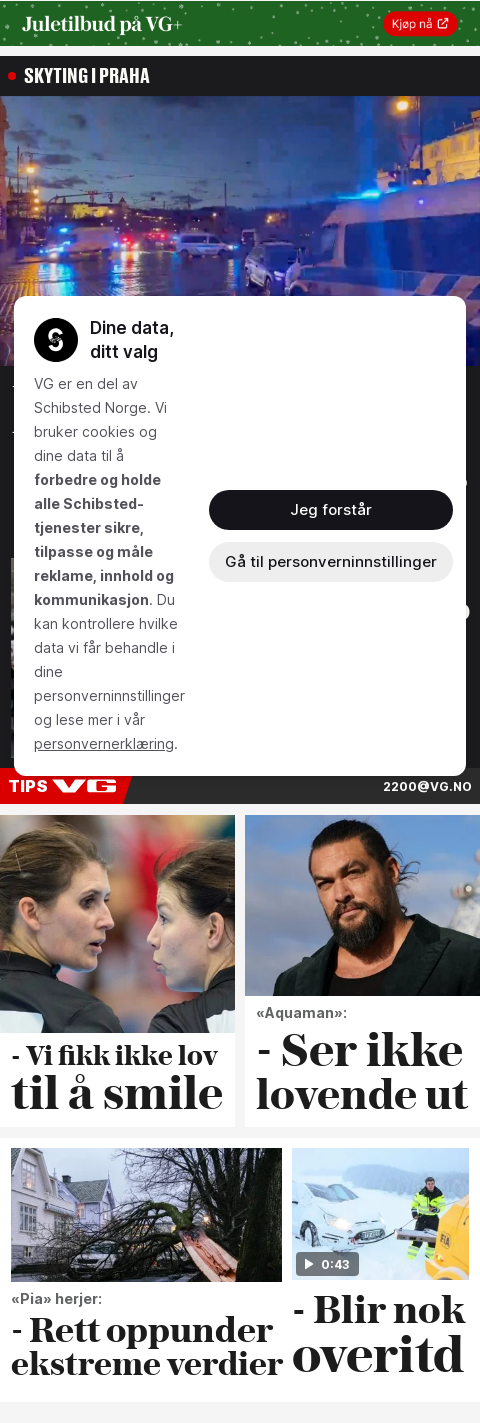 Juletilbud på VG+
Kjøp nå
SKYTING I PRAHA
Dine data,
ditt valg
VG er en del av
Schibsted Norge. Vi
bruker cookies og
dine data til å
forbedre og holde
alle Schibsted-
tjenester sikre,
tilpasse og måle
reklame, innhold og
kommunikasjon. Du
kan kontrollere hvilke
data vi får behandle i
dine
personverninnstillinger
og lese mer i vår
personvernerklæring.
Jeg forstår
Gå til personverninnstillinger
TIPS VG
2200@VG.NO
- Vi fikk ikke lov
til å smile
«Aquaman»:
- Ser ikke
lovende ut
«Pia» herjer:
- Rett oppunder
ekstreme verdier
0:43
- Blir nok
overitd